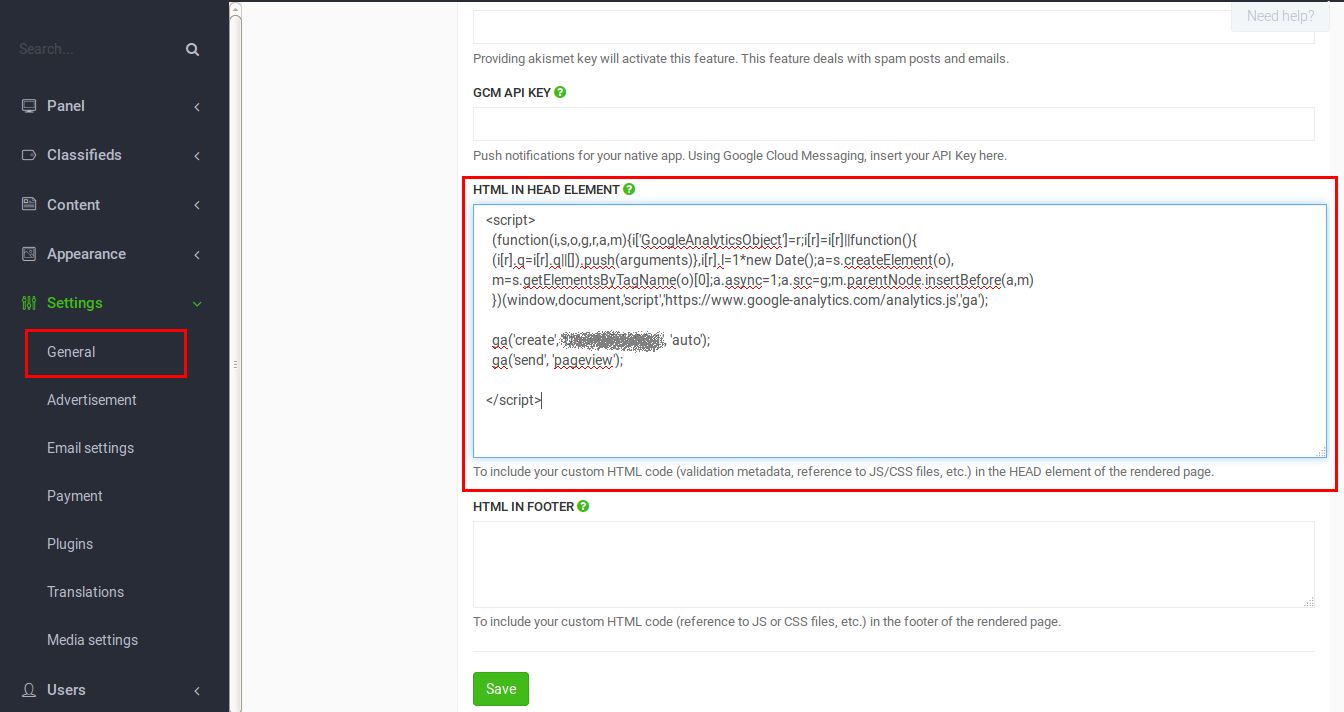 Search...
Panel
Classifieds
Content
Appearance
Settings
General
Advertisement
Email settings
Payment
Plugins
Translations
Media settings
Users
Need help?
Providing akismet key will activate this feature. This feature deals with spam posts and emails.
GCM API KEY
Push notifications for your native app. Using Google Cloud Messaging, insert your API Key here.
HTML IN HEAD ELEMENT
<script>
(function(i,s,o,g,r,a,m){i['GoogleAnalyticsObject']=r;i[r]=i[r]||function(){
(i[r].q=i[r].q||[]).push(arguments)},i[r].l=1*new Date();a=s.createElement(o),
m=s.getElementsByTagName(o)[0];a.async=1;a.src=g;m.parentNode.insertBefore(a,m)
})(window,document,'script','https://www.google-analytics.com/analytics.js','ga');
ga('create', , 'auto');
ga('send', 'pageview');
</script>
To include your custom HTML code (validation metadata, reference to JS/CSS files, etc.) in the HEAD element of the rendered page.
HTML IN FOOTER
To include your custom HTML code (reference to JS or CSS files, etc.) in the footer of the rendered page.
Save